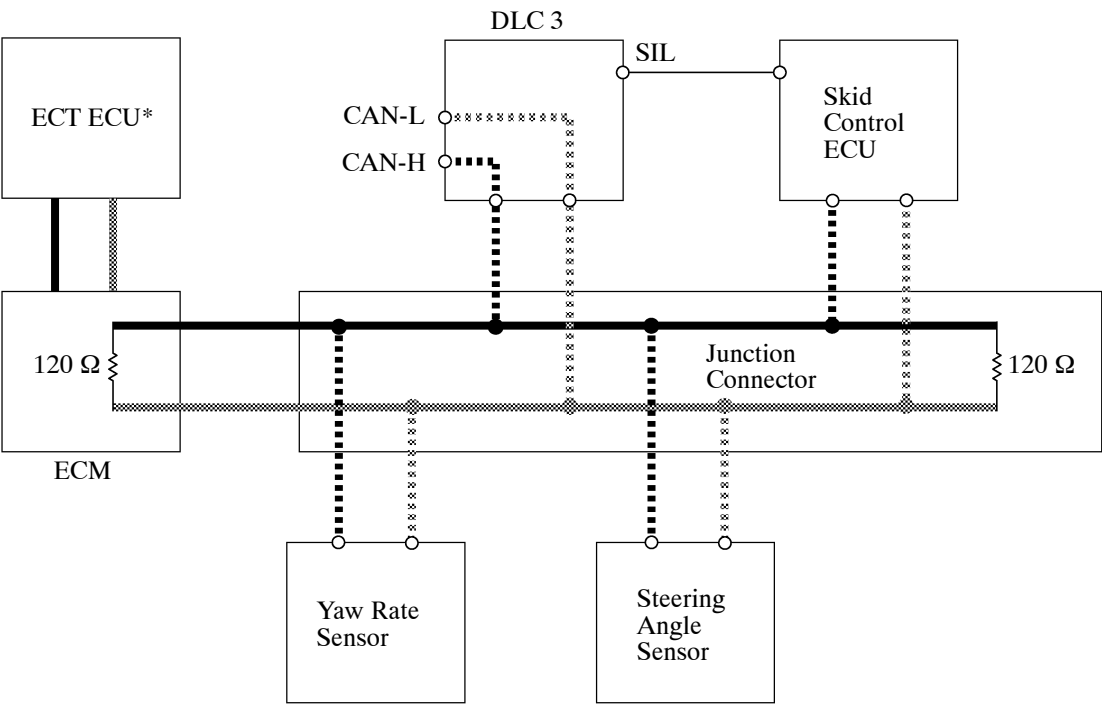 DLC 3
SIL
ECT ECU*
CAN-L
CAN-H
Skid
Control
ECU
120 Ω
Junction
Connector
120 Ω
ECM
Yaw Rate
Sensor
Steering
Angle
Sensor